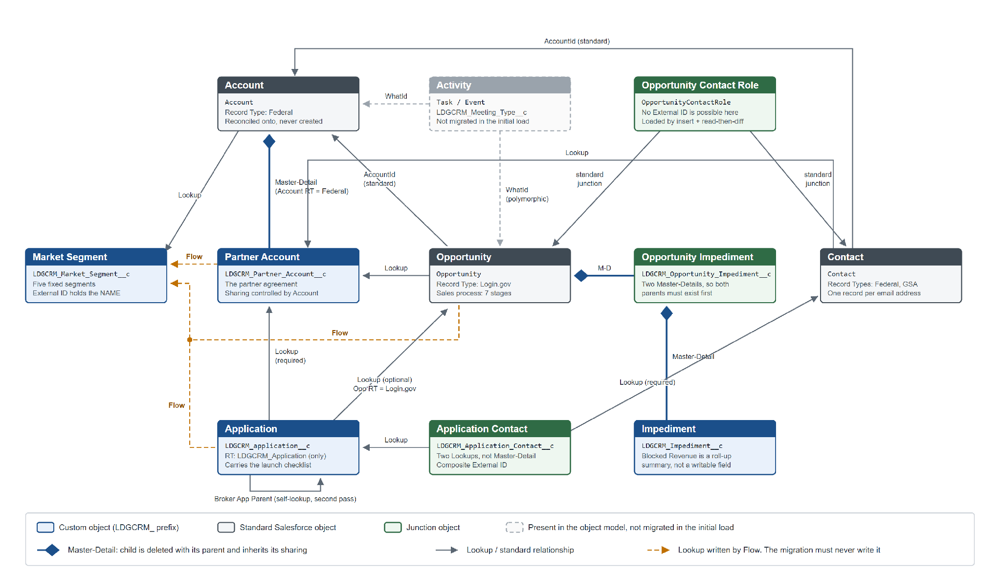 AccountId (standard)
Account
Account
Record Type: Federal
Reconciled onto, never created
WhatId
Activity
Task / Event
LDGCRM_Meeting_Type__c
Not migrated in the initial load
Opportunity Contact Role
OpportunityContactRole
No External ID is possible here
Loaded by insert + read-then-diff
Lookup
Lookup
Master-Detail
(Account RT = Federal)
AccountId
(standard)
WhatId
(polymorphic)
standard
junction
standard
junction
Market Segment
LDGCRM_Market_Segment__c
Five fixed segments
External ID holds the NAME
Flow
Partner Account
LDGCRM_Partner_Account__c
The partner agreement
Sharing controlled by Account
Lookup
Opportunity
Opportunity
Record Type: Login.gov
Sales process: 7 stages
M-D
Opportunity Impediment
LDGCRM_Opportunity_Impediment__c
Two Master-Details, so both
parents must exist first
Contact
Contact
Record Types: Federal, GSA
One record per email address
Flow
Lookup
(required)
Master-Detail
Lookup (optional)
Opp RT = Login.gov
Lookup (required)
Flow
Application
LDGCRM_application__c
RT: LDGCRM_Application (only)
Carries the launch checklist
Lookup
Application Contact
LDGCRM_Application_Contact__c
Two Lookups, not Master-Detail
Composite External ID
Impediment
LDGCRM_Impediment__c
Blocked Revenue is a roll-up
summary, not a writable field
Broker App Parent (self-lookup, second pass)
Custom object (LDGCRM_ prefix)
Standard Salesforce object
Junction object
Present in the object model, not migrated in the initial load
Master-Detail: child is deleted with its parent and inherits its sharing
Lookup / standard relationship
Lookup written by Flow. The migration must never write it